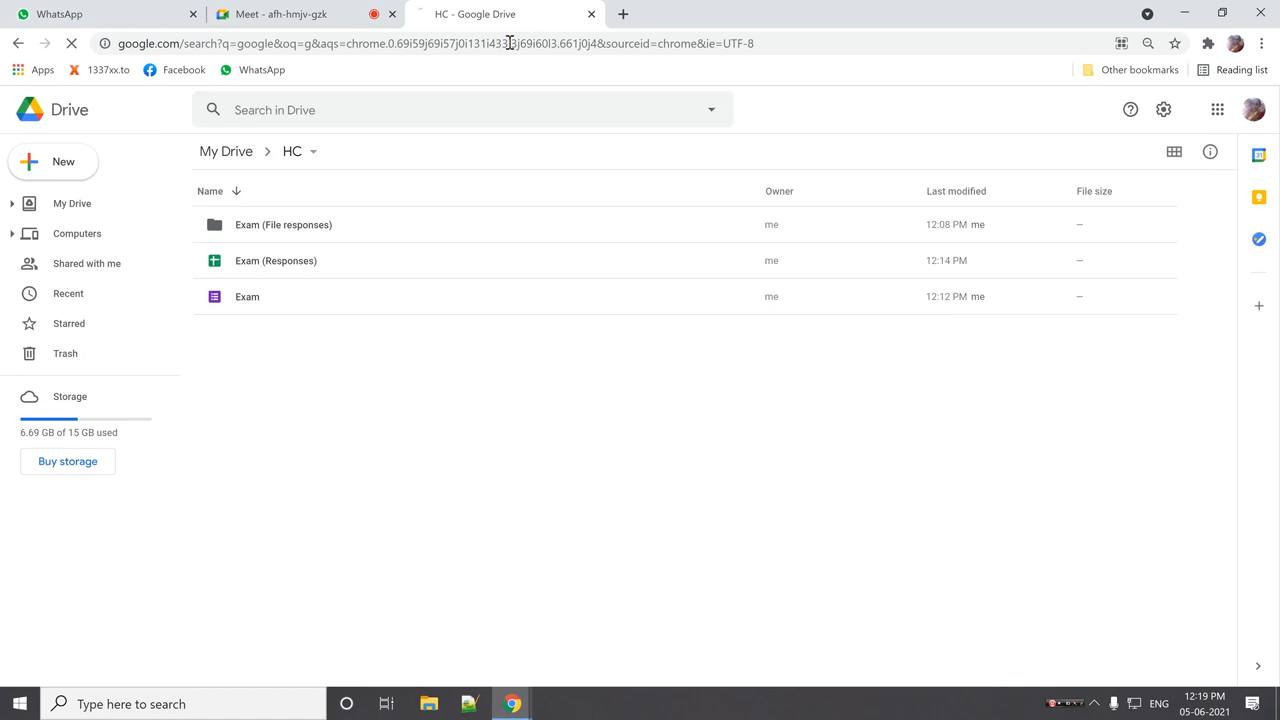 WhatsApp
Meet - afh-hmjv-gzk
HC - Google Drive
google.com/search?q=google&oq=g&aqs=chrome.0.69i59j69i57j0i131i433j3j69i60l3.661j0j4&sourceid=chrome&ie=UTF-8
Apps
1337xx.to
Facebook
WhatsApp
Other bookmarks
Reading list
Drive
Search in Drive
New
My Drive
HC
Name
Owner
Last modified
File size
My Drive
Exam (File responses)
me
12:08 PM me
–
Computers
Exam (Responses)
me
12:14 PM
–
Shared with me
Recent
Exam
me
12:12 PM me
–
Starred
Trash
Storage
6.69 GB of 15 GB used
Buy storage
31
Type here to search
ENG
12:19 PM
05-06-2021